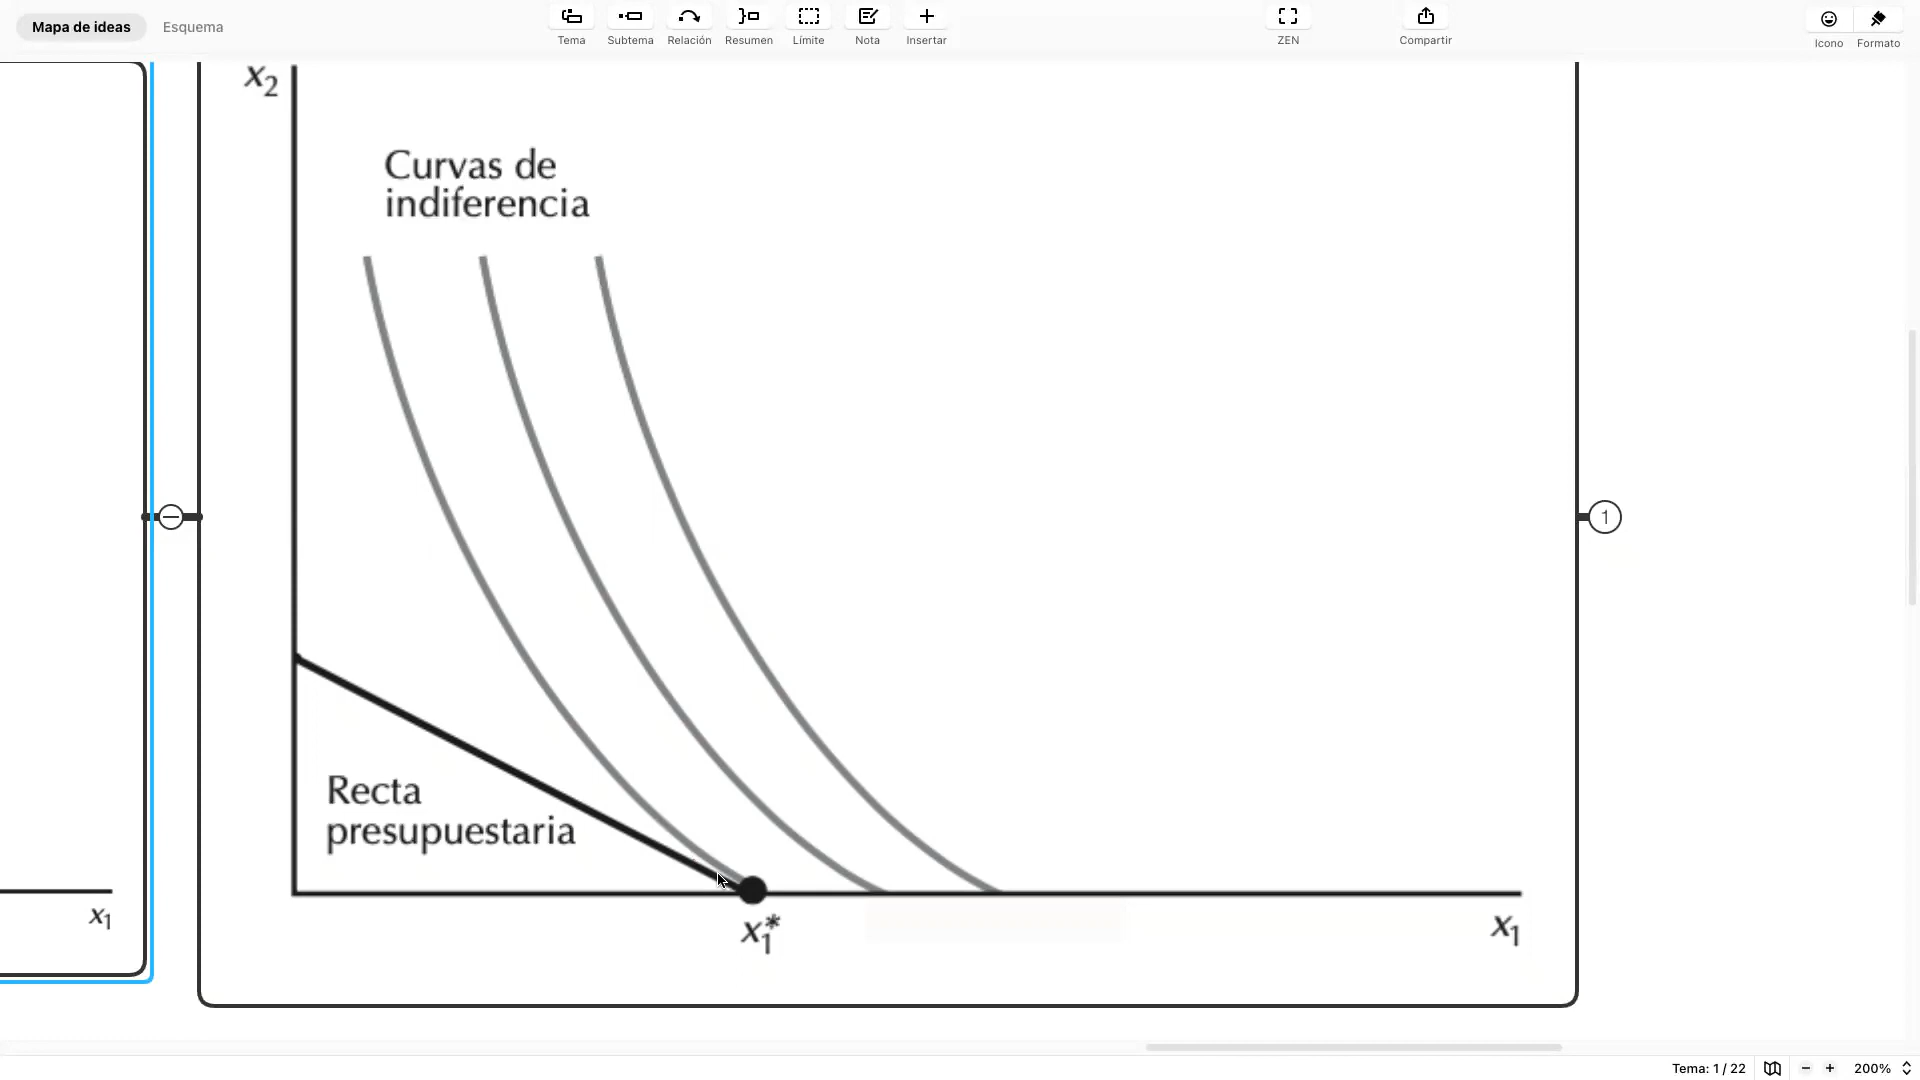 Mapa de ideas
Esquema
Tema
Subtema
Relación
Resumen
Límite
Nota
Insertar
ZEN
Compartir
Icono
Formato
x2
Curvas de
indiferencia
1
Recta
presupuestaria
x1
x1*
x1
Tema: 1 / 22
200%